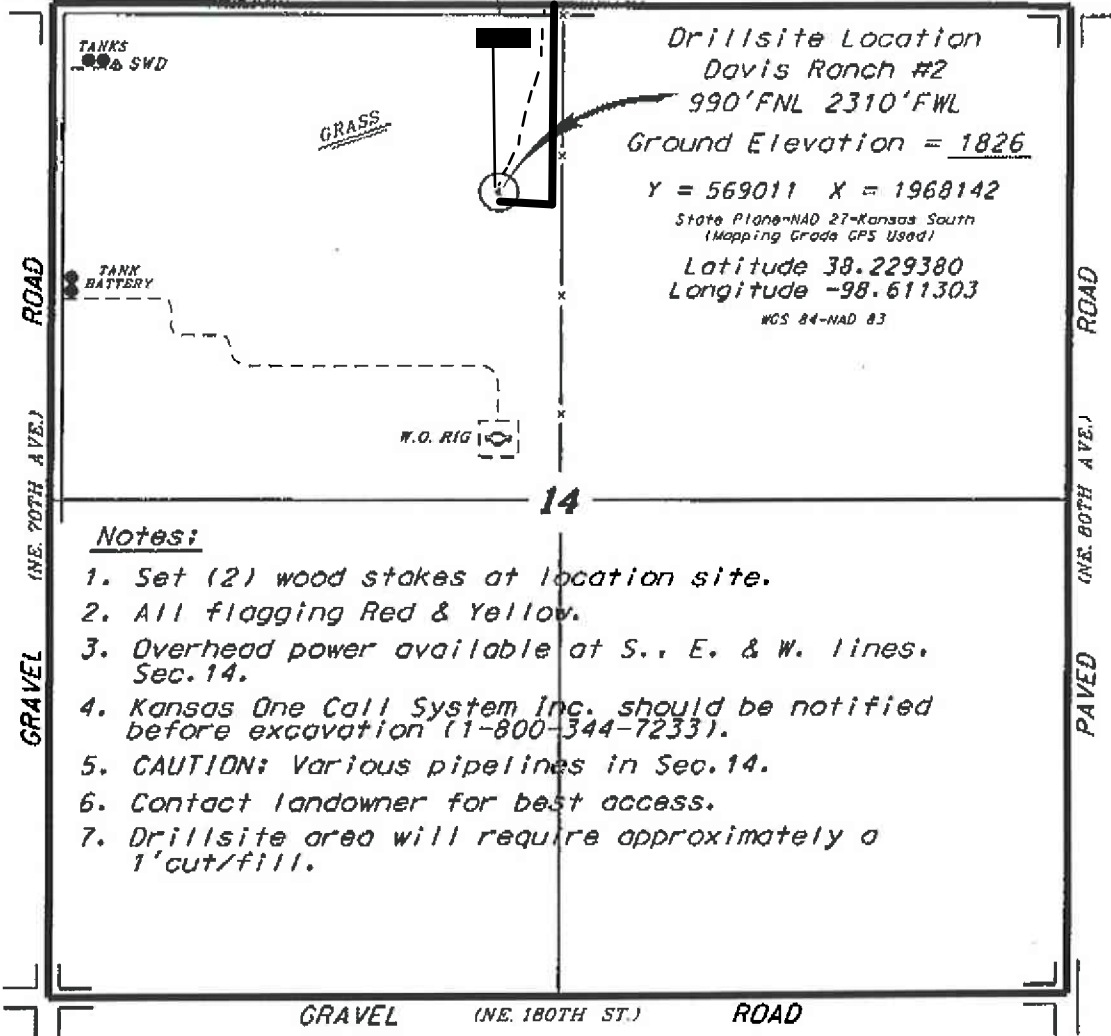 TANKS
SWD
GRASS
TANK
BATTERY
W.O. RIG
Drillsite Location
Davis Ranch #2
990'FNL 2310'FWL
Ground Elevation = 1826
Y = 569011 X = 1968142
State Plane-NAD 27-Kansas South
(Mapping Grade GPS Used)
Latitude 38.229380
Longitude -98.611303
WGS 84-NAD 83
14
Notes:
1. Set (2) wood stakes at location site.
2. All flagging Red & Yellow.
3. Overhead power available at S., E. & W. lines.
Sec.14.
4. Kansas One Call System Inc. should be notified
before excavation (1-800-344-7233).
5. CAUTION: Various pipelines in Sec.14.
6. Contact landowner for best access.
7. Drillsite area will require approximately a
1'cut/fill.
GRAVEL (NE. 70TH AVE.) ROAD
PAVED (NE. 80TH AVE.) ROAD
GRAVEL (NE. 180TH ST.) ROAD